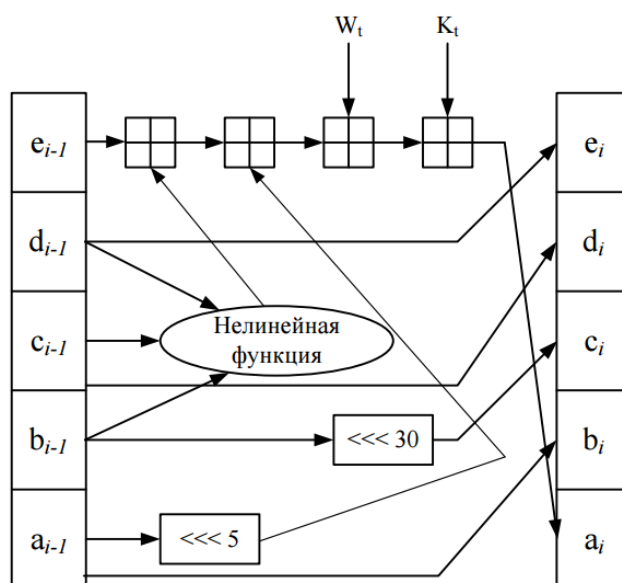 W_t K_t
e_{i-1} e_i
d_{i-1} d_i
Нелинейная
функция
c_{i-1} c_i
b_{i-1} <<< 30 b_i
a_{i-1} <<< 5 a_i